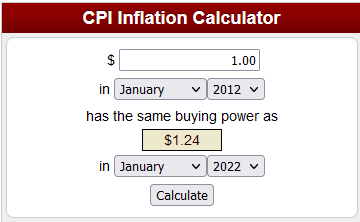 CPI Inflation Calculator
$ 1.00
in January 2012
has the same buying power as
$1.24
in January 2022
Calculate